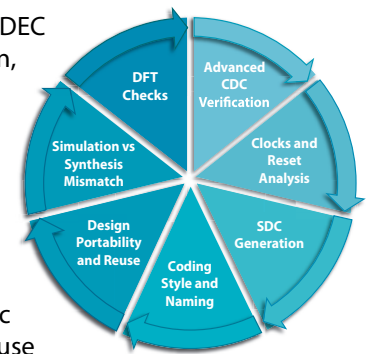 DEC
n,
DFT
Checks
Advanced
CDC
Verification
Clocks and
Reset
Analysis
SDC
Generation
Coding
Style and
Naming
Design
Portability
and Reuse
Simulation vs
Synthesis
Mismatch
c
use